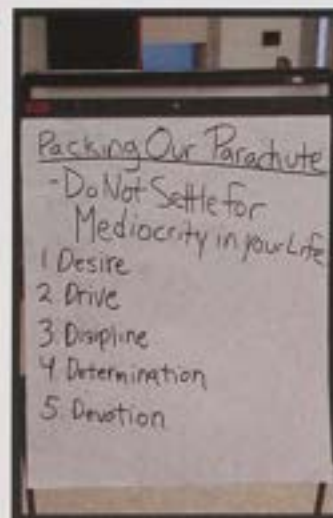 Packing Our Parachute
- Do Not Settle for
Mediocrity in your Life
1 Desire
2. Drive
3. Disipline
4. Determination
5. Devotion